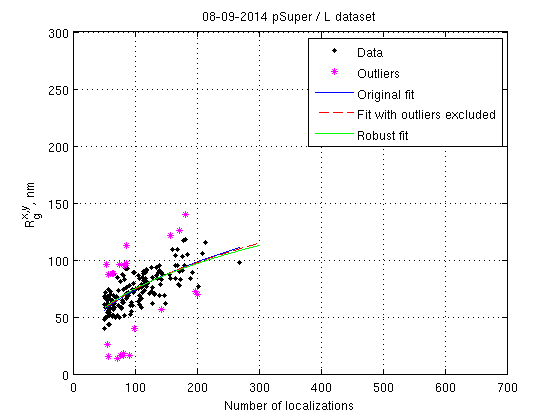 08-09-2014 pSuper / L dataset
300
250
200
150
100
50
0
R_g^{x,y}, nm
Data
Outliers
Original fit
Fit with outliers excluded
Robust fit
0 100 200 300 400 500 600 700
Number of localizations